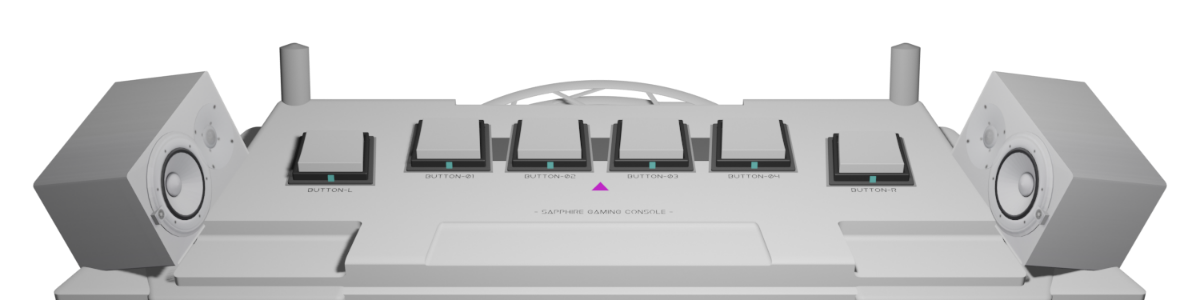 BUTTON-L
BUTTON-01
BUTTON-02
BUTTON-03
BUTTON-04
BUTTON-R
- SAPPHIRE GAMING CONSOLE -